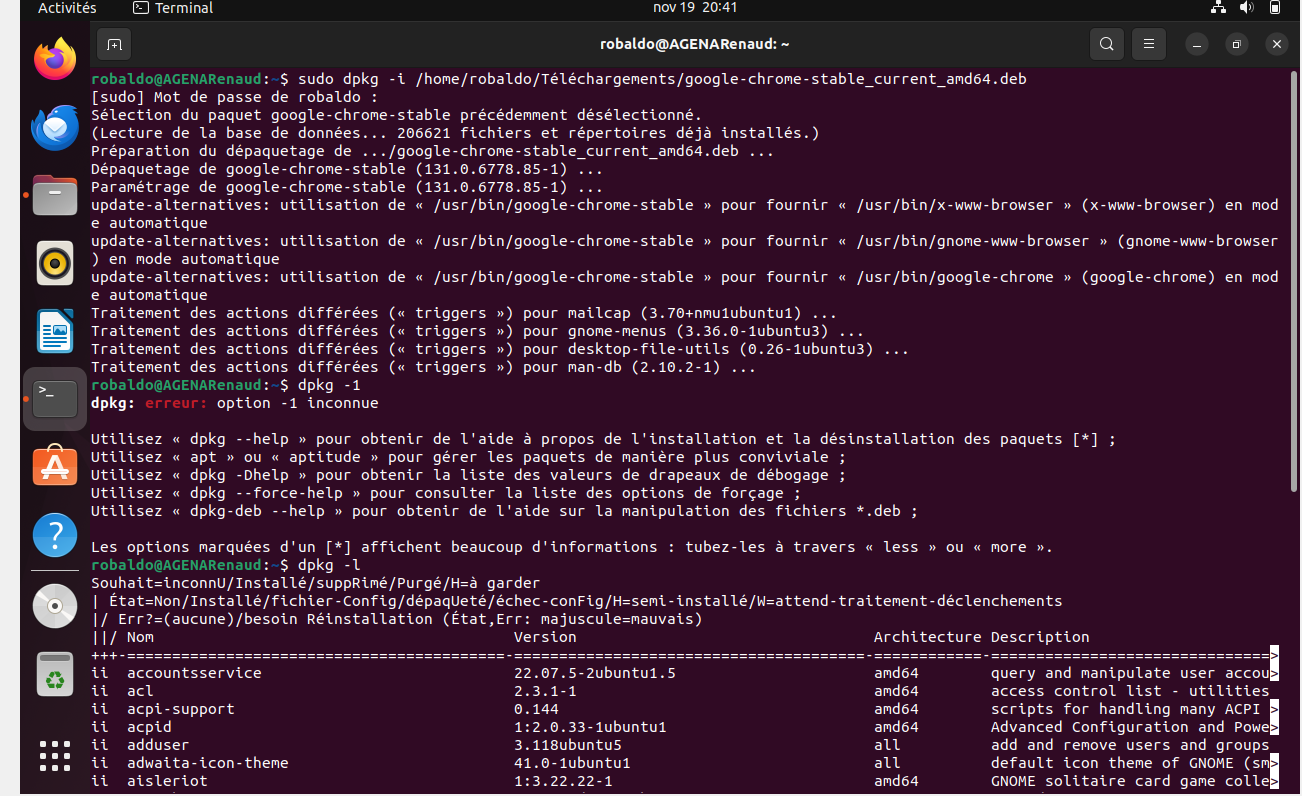 Activités
Terminal
nov 19 20:41
robaldo@AGENARenaud: ~
robaldo@AGENARenaud:~$ sudo dpkg -i /home/robaldo/Téléchargements/google-chrome-stable_current_amd64.deb
[sudo] Mot de passe de robaldo :
Sélection du paquet google-chrome-stable précédemment désélectionné.
(Lecture de la base de données... 206621 fichiers et répertoires déjà installés.)
Préparation du dépaquetage de .../google-chrome-stable_current_amd64.deb ...
Dépaquetage de google-chrome-stable (131.0.6778.85-1) ...
Paramétrage de google-chrome-stable (131.0.6778.85-1) ...
update-alternatives: utilisation de « /usr/bin/google-chrome-stable » pour fournir « /usr/bin/x-www-browser » (x-www-browser) en mod
e automatique
update-alternatives: utilisation de « /usr/bin/google-chrome-stable » pour fournir « /usr/bin/gnome-www-browser » (gnome-www-browser
) en mode automatique
update-alternatives: utilisation de « /usr/bin/google-chrome-stable » pour fournir « /usr/bin/google-chrome » (google-chrome) en mod
e automatique
Traitement des actions différées (« triggers ») pour mailcap (3.70+nmu1ubuntu1) ...
Traitement des actions différées (« triggers ») pour gnome-menus (3.36.0-1ubuntu3) ...
Traitement des actions différées (« triggers ») pour desktop-file-utils (0.26-1ubuntu3) ...
Traitement des actions différées (« triggers ») pour man-db (2.10.2-1) ...
robaldo@AGENARenaud:~$ dpkg -1
dpkg: erreur: option -1 inconnue
Utilisez « dpkg --help » pour obtenir de l'aide à propos de l'installation et la désinstallation des paquets [*] ;
Utilisez « apt » ou « aptitude » pour gérer les paquets de manière plus conviviale ;
Utilisez « dpkg -Dhelp » pour obtenir la liste des valeurs de drapeaux de débogage ;
Utilisez « dpkg --force-help » pour consulter la liste des options de forçage ;
Utilisez « dpkg-deb --help » pour obtenir de l'aide sur la manipulation des fichiers *.deb ;
Les options marquées d'un [*] affichent beaucoup d'informations : tubez-les à travers « less » ou « more ».
robaldo@AGENARenaud:~$ dpkg -l
Souhait=inconnU/Installé/suppRimé/Purgé/H=à garder
| État=Non/Installé/fichier-Config/dépaqUeté/échec-conFig/H=semi-installé/W=attend-traitement-déclenchements
|/ Err?=(aucune)/besoin Réinstallation (État,Err: majuscule=mauvais)
||/ Nom Version Architecture Description
+++-==========================================-=======================================-============-===============================>
ii accountsservice 22.07.5-2ubuntu1.5 amd64 query and manipulate user accou>
ii acl 2.3.1-1 amd64 access control list - utilities
ii acpi-support 0.144 amd64 scripts for handling many ACPI >
ii acpid 1:2.0.33-1ubuntu1 amd64 Advanced Configuration and Powe>
ii adduser 3.118ubuntu5 all add and remove users and groups
ii adwaita-icon-theme 41.0-1ubuntu1 all default icon theme of GNOME (sm>
ii aisleriot 1:3.22.22-1 amd64 GNOME solitaire card game colle>